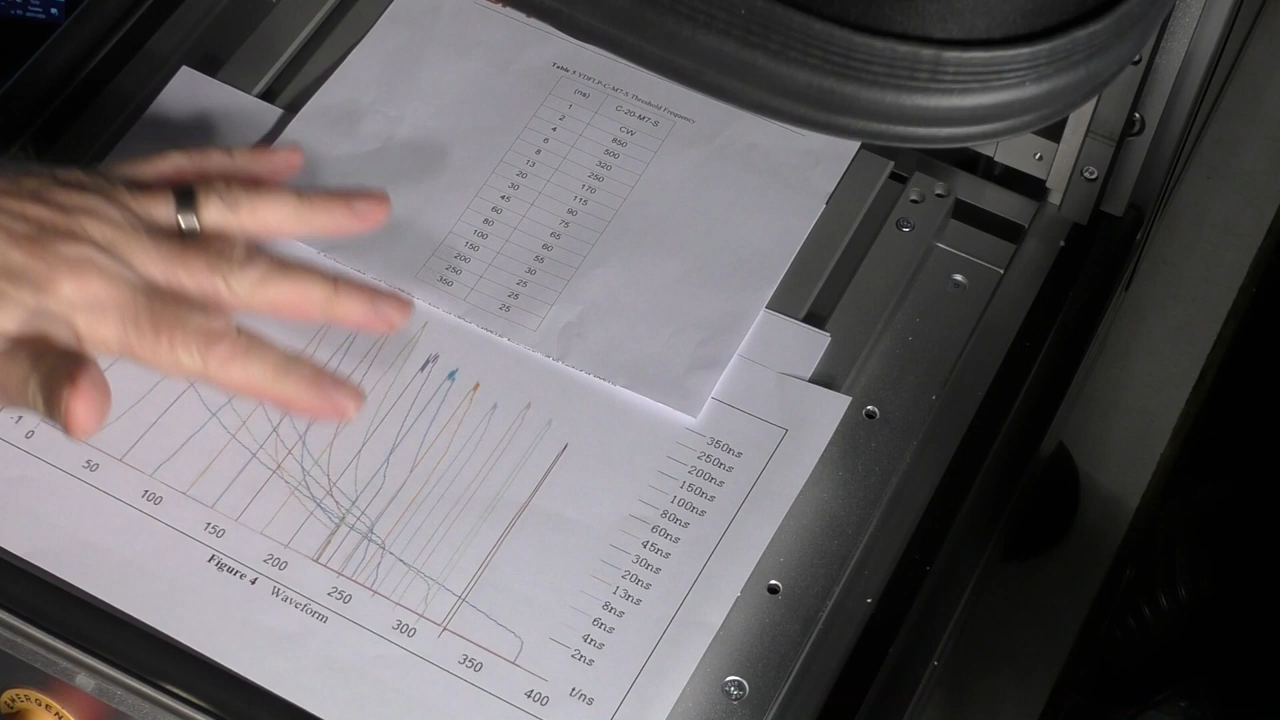 Table 5 YDFLP-C-M7-S Threshold Frequency
(ns) C-20-M7-S
1 CW
2 850
4 500
6 320
8 250
13 170
20 115
30 90
45 75
60 65
80 60
100 55
150 30
200 25
250 25
350 25
350ns
250ns
200ns
150ns
100ns
80ns
60ns
45ns
30ns
20ns
13ns
8ns
6ns
4ns
2ns
-1
0 50 100 150 200 250 300 350 400 t/ns
Figure 4 Waveform
EMERGEN